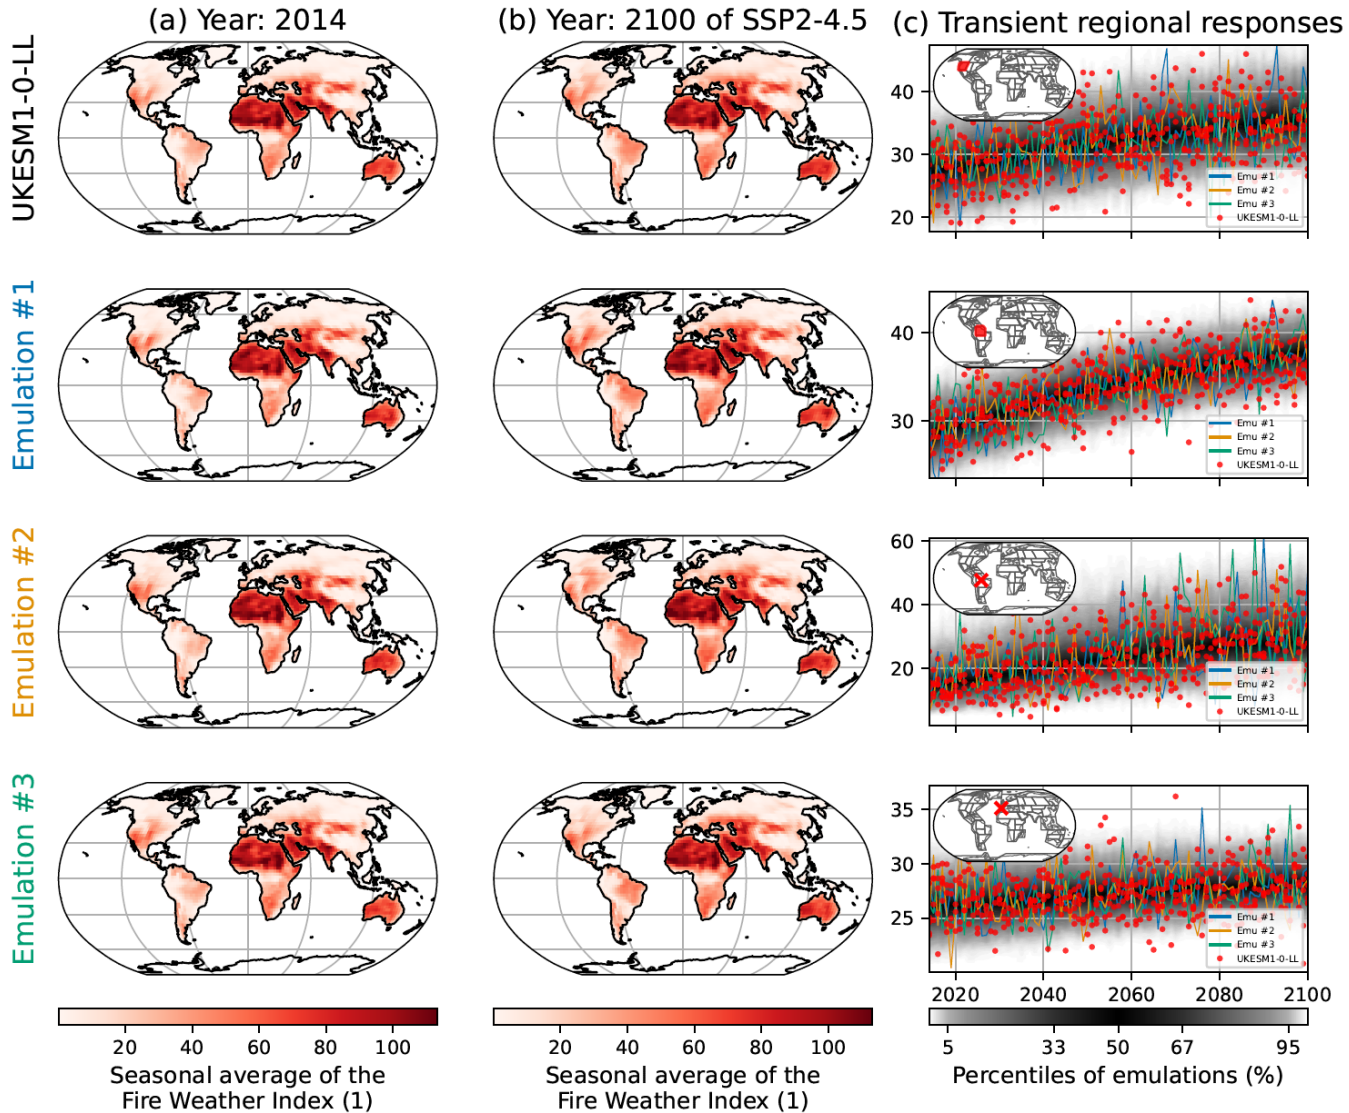 (a) Year: 2014
(b) Year: 2100 of SSP2-4.5
(c) Transient regional responses
UKESM1-0-LL
40
30
20
Emu #1
Emu #2
Emu #3
UKESM1-0-LL
Emulation #1
40
30
Emu #1
Emu #2
Emu #3
UKESM1-0-LL
Emulation #2
60
40
20
Emu #1
Emu #2
Emu #3
UKESM1-0-LL
Emulation #3
35
30
25
Emu #1
Emu #2
Emu #3
UKESM1-0-LL
2020 2040 2060 2080 2100
20 40 60 80 100
Seasonal average of the
Fire Weather Index (1)
20 40 60 80 100
Seasonal average of the
Fire Weather Index (1)
5 33 50 67 95
Percentiles of emulations (%)